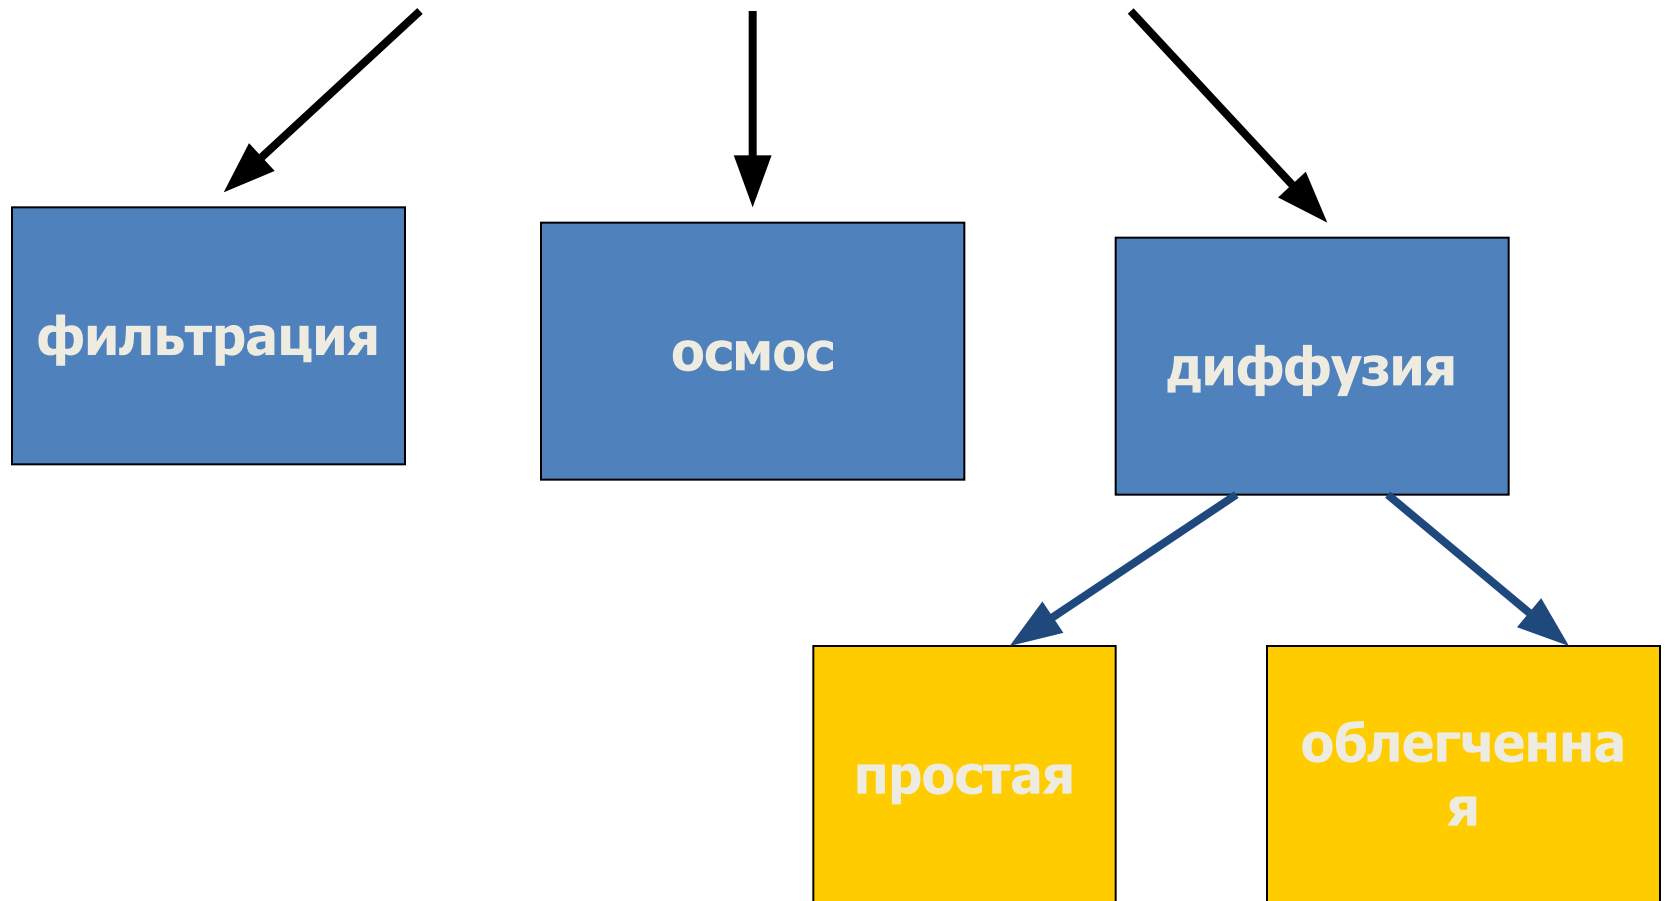 фильтрация
осмос
диффузия
простая
облегченна
я